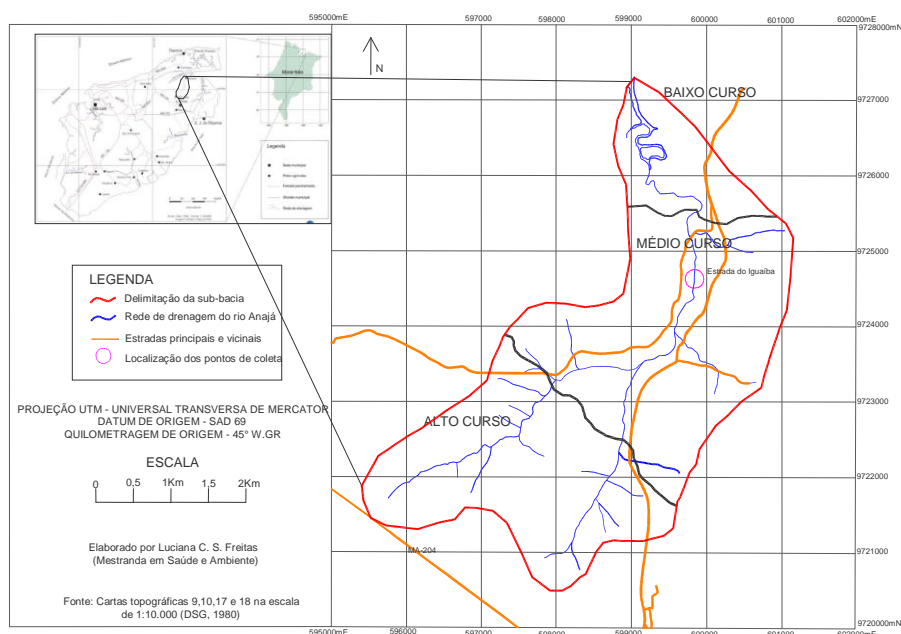 595000mE
597000
598000
599000
600000
601000
602000mE
9728000mN
9727000
9726000
9725000
9724000
9723000
9722000
9721000
9720000mN
BAIXO CURSO
MÉDIO CURSO
Estrada do Iguaíba
ALTO CURSO
MA-204
Legenda
LEGENDA
Delimitação da sub-bacia
Rede de drenagem do rio Anajá
Estradas principais e vicinais
Localização dos pontos de coleta
PROJEÇÃO UTM - UNIVERSAL TRANSVERSA DE MERCATOR
DATUM DE ORIGEM - SAD 69
QUILOMETRAGEM DE ORIGEM - 45° W.GR
ESCALA
0 0,5 1Km 1,5 2Km
Elaborado por Luciana C. S. Freitas
(Mestranda em Saúde e Ambiente)
Fonte: Cartas topográficas 9,10,17 e 18 na escala
de 1:10.000 (DSG, 1980)
595000mE
596000
597000
598000
599000
600000
601000
602000mE